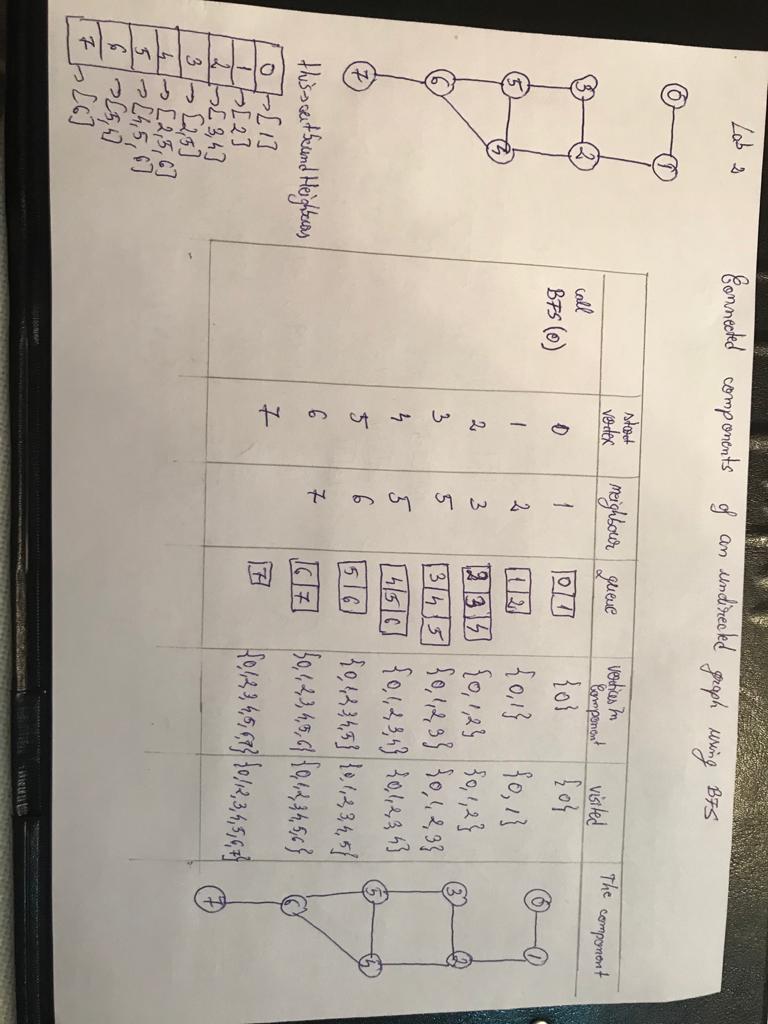 Lab 2
Connected components of an undirected graph using BFS
0 1
3 2
5 4
6
7
start vertex neighbour queue vertices in component visited The component
call BFS(0) 0 1 0 1 {0} {0}
1 2 1 2 {0,1} {0,1}
2 3 2 3 4 {0,1,2} {0,1,2}
3 5 3 4 5 {0,1,2,3} {0,1,2,3}
4 5 4 5 6 {0,1,2,3,4} {0,1,2,3,4}
5 6 5 6 {0,1,2,3,4,5} {0,1,2,3,4,5}
6 7 6 7 {0,1,2,3,4,5,6} {0,1,2,3,4,5,6}
7 7 {0,1,2,3,4,5,6,7} {0,1,2,3,4,5,6,7}
0 1
3 2
5 4
6
7
this->outboundNeighbours
0 → [1]
1 → [2]
2 → [3,4]
3 → [2,5]
4 → [2,5,6]
5 → [4,5,6]
6 → [5,4]
7 → [6]